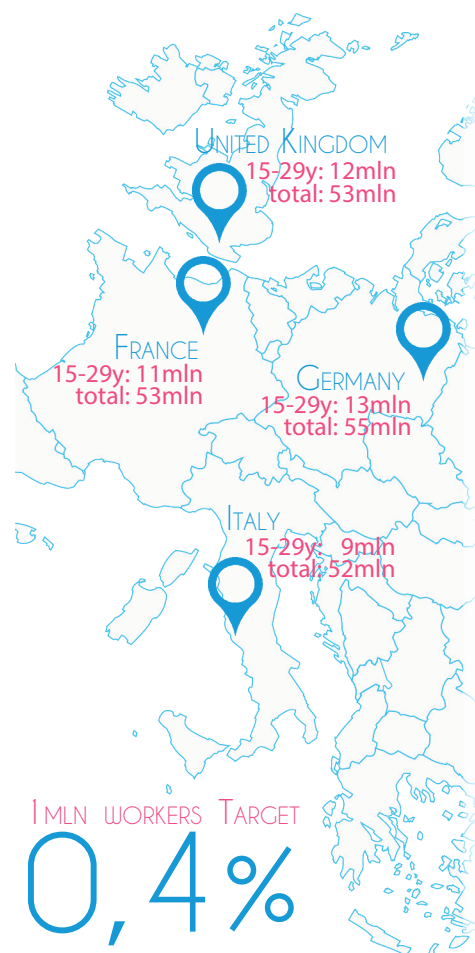 United Kingdom
15-29y: 12mln
total: 53mln
France
15-29y: 11mln
total: 53mln
Germany
15-29y: 13mln
total: 55mln
Italy
15-29y: 9mln
total: 52mln
1mln workers Target
0,4%